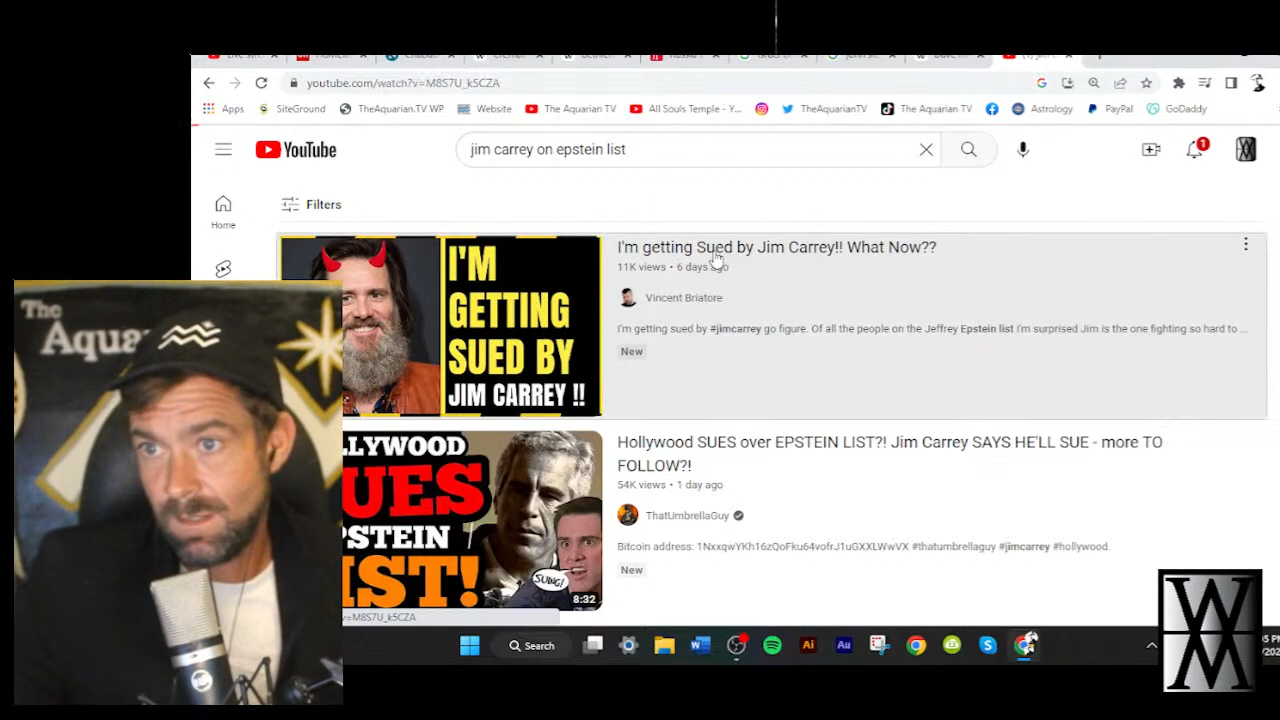 youtube.com/watch?v=M8S7U_k5CZA
Apps SiteGround TheAquarian.TV WP Website The Aquarian TV All Souls Temple - Y... TheAquarianTV The Aquarian TV Astrology PayPal GoDaddy
YouTube
jim carrey on epstein list
1
Home
Filters
I'M
GETTING
SUED BY
JIM CARREY !!
I'm getting Sued by Jim Carrey!! What Now??
11K views • 6 days ago
Vincent Briatore
I'm getting sued by #jimcarrey go figure. Of all the people on the Jeffrey Epstein list I'm surprised Jim is the one fighting so hard to ...
New
The
Aqua
LLYWOOD
UES
PSTEIN
IST!
SUING!
8:32
Hollywood SUES over EPSTEIN LIST?! Jim Carrey SAYS HE'LL SUE - more TO
FOLLOW?!
54K views • 1 day ago
ThatUmbrellaGuy
Bitcoin address: 1NxxqwYKh16zQoFku64vofrJ1uGXXLWwVX #thatumbrellaguy #jimcarrey #hollywood.
New
v=M8S7U_k5CZA
Search